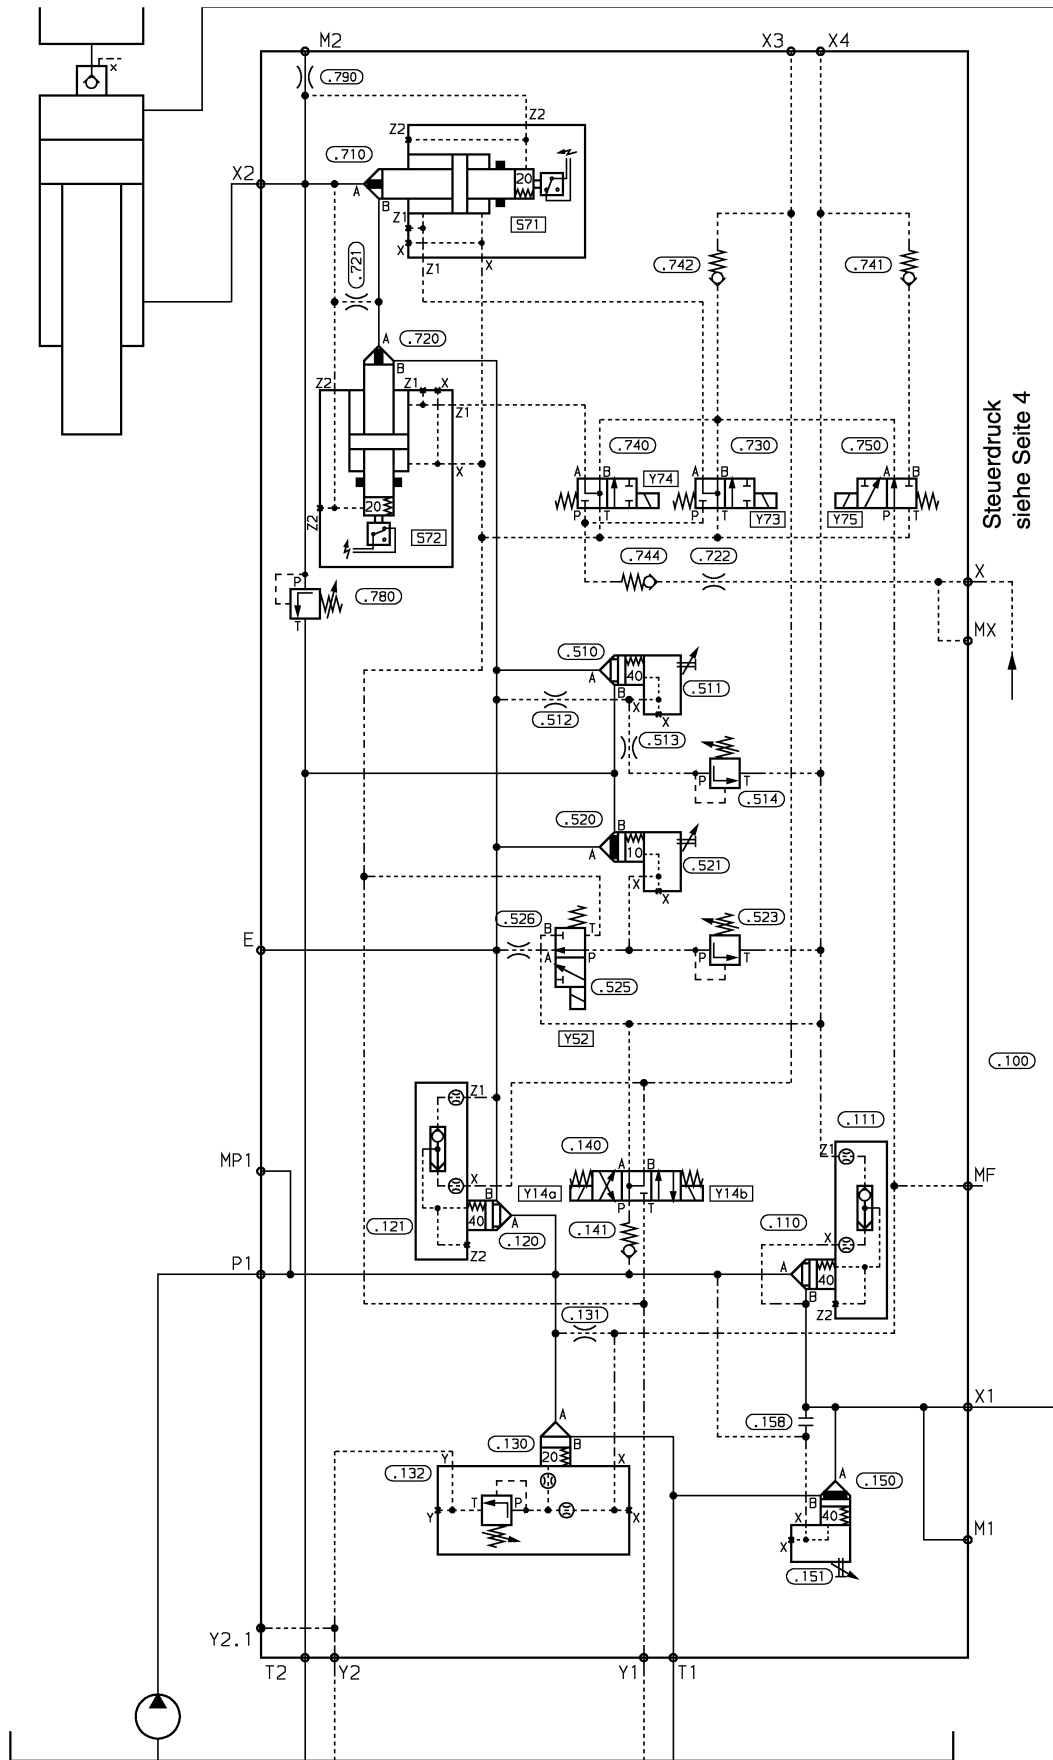 M2
X3
X4
x
.790
Z2
Z2
.710
20
X2
A
B
Z1
S71
X
Z1
X
.721
.742
.741
A
.720
B
Z2
Z1
X
Z1
X
Steuerdruck
siehe Seite 4
.740
.730
.750
A
B
Y74
A
B
A
B
P
T
P
T
Y73
Y75
P
T
20
Z2
S72
.744
.722
X
P
.780
T
MX
.510
A
40
B
X
X
.511
.512
.513
P
T
.514
.520
B
A
10
X
X
.521
.526
B
T
A
P
.523
P
T
E
.525
Y52
.100
Z1
.111
.140
Z1
MP1
X
A
B
MF
Y14a
Y14b
B
P
T
.121
40
A
.120
.141
.110
X
Z2
P1
A
40
B
Z2
.131
X1
A
.158
.130
B
20
X
A
.150
.132
Y
B
40
Y
T
P
X
X
X
M1
.151
Y2.1
T2
Y2
Y1
T1